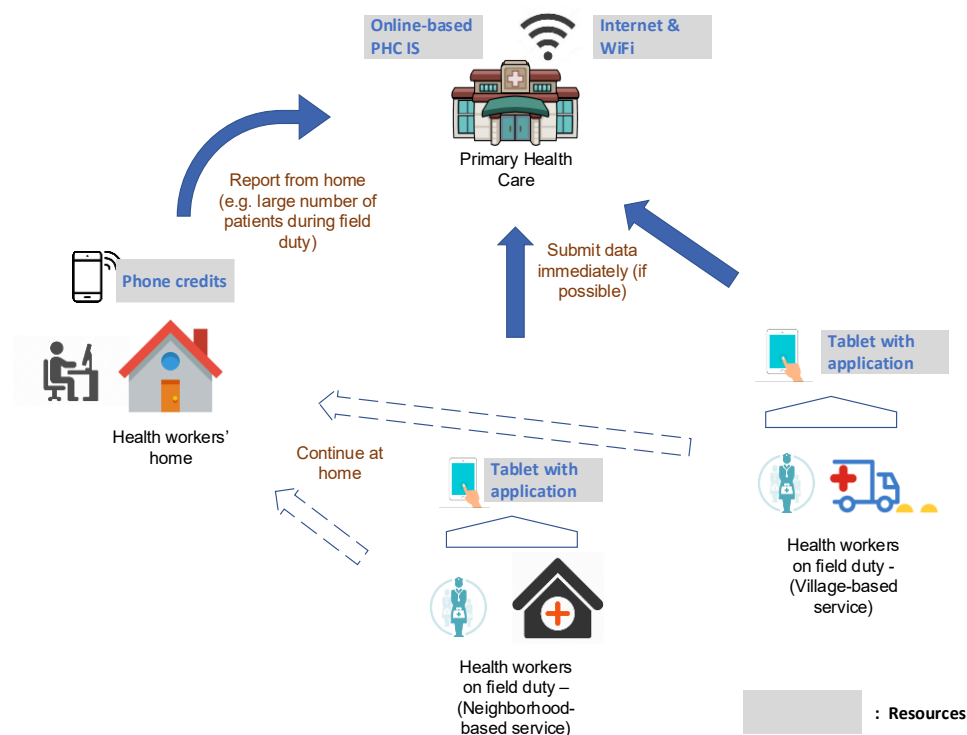 Online-based
PHC IS
Internet &
WiFi
Primary Health
Care
Report from home
(e.g. large number of
patients during field
duty)
Submit data
immediately (if
possible)
Phone credits
Tablet with
application
Health workers'
home
Continue at
home
Tablet with
application
Health workers
on field duty -
(Village-based
service)
Health workers
on field duty –
(Neighborhood-
based service)
: Resources